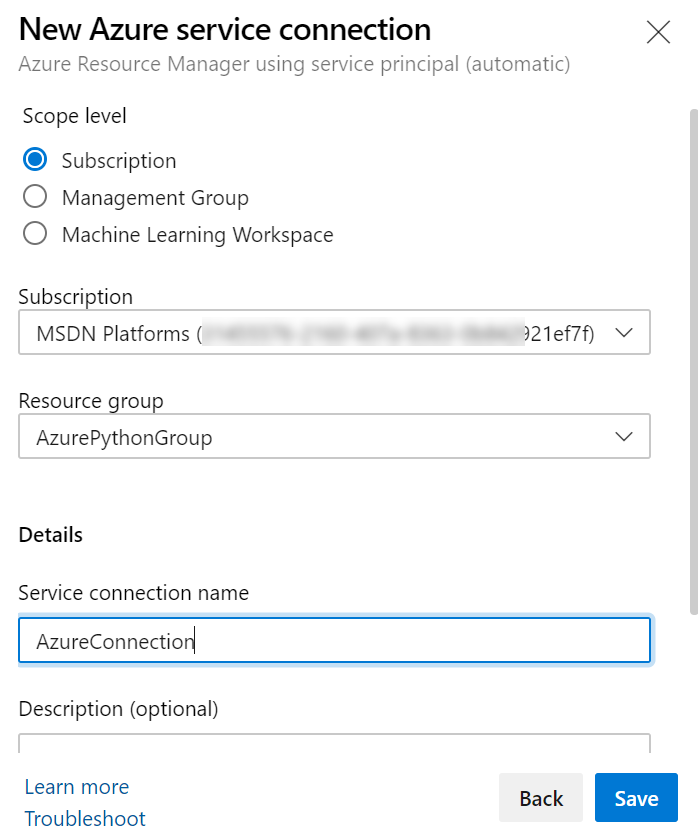 New Azure service connection
Azure Resource Manager using service principal (automatic)
Scope level
Subscription
Management Group
Machine Learning Workspace
Subscription
MSDN Platforms ( 921ef7f)
Resource group
AzurePythonGroup
Details
Service connection name
AzureConnection
Description (optional)
Learn more
Back
Save
Troubleshoot